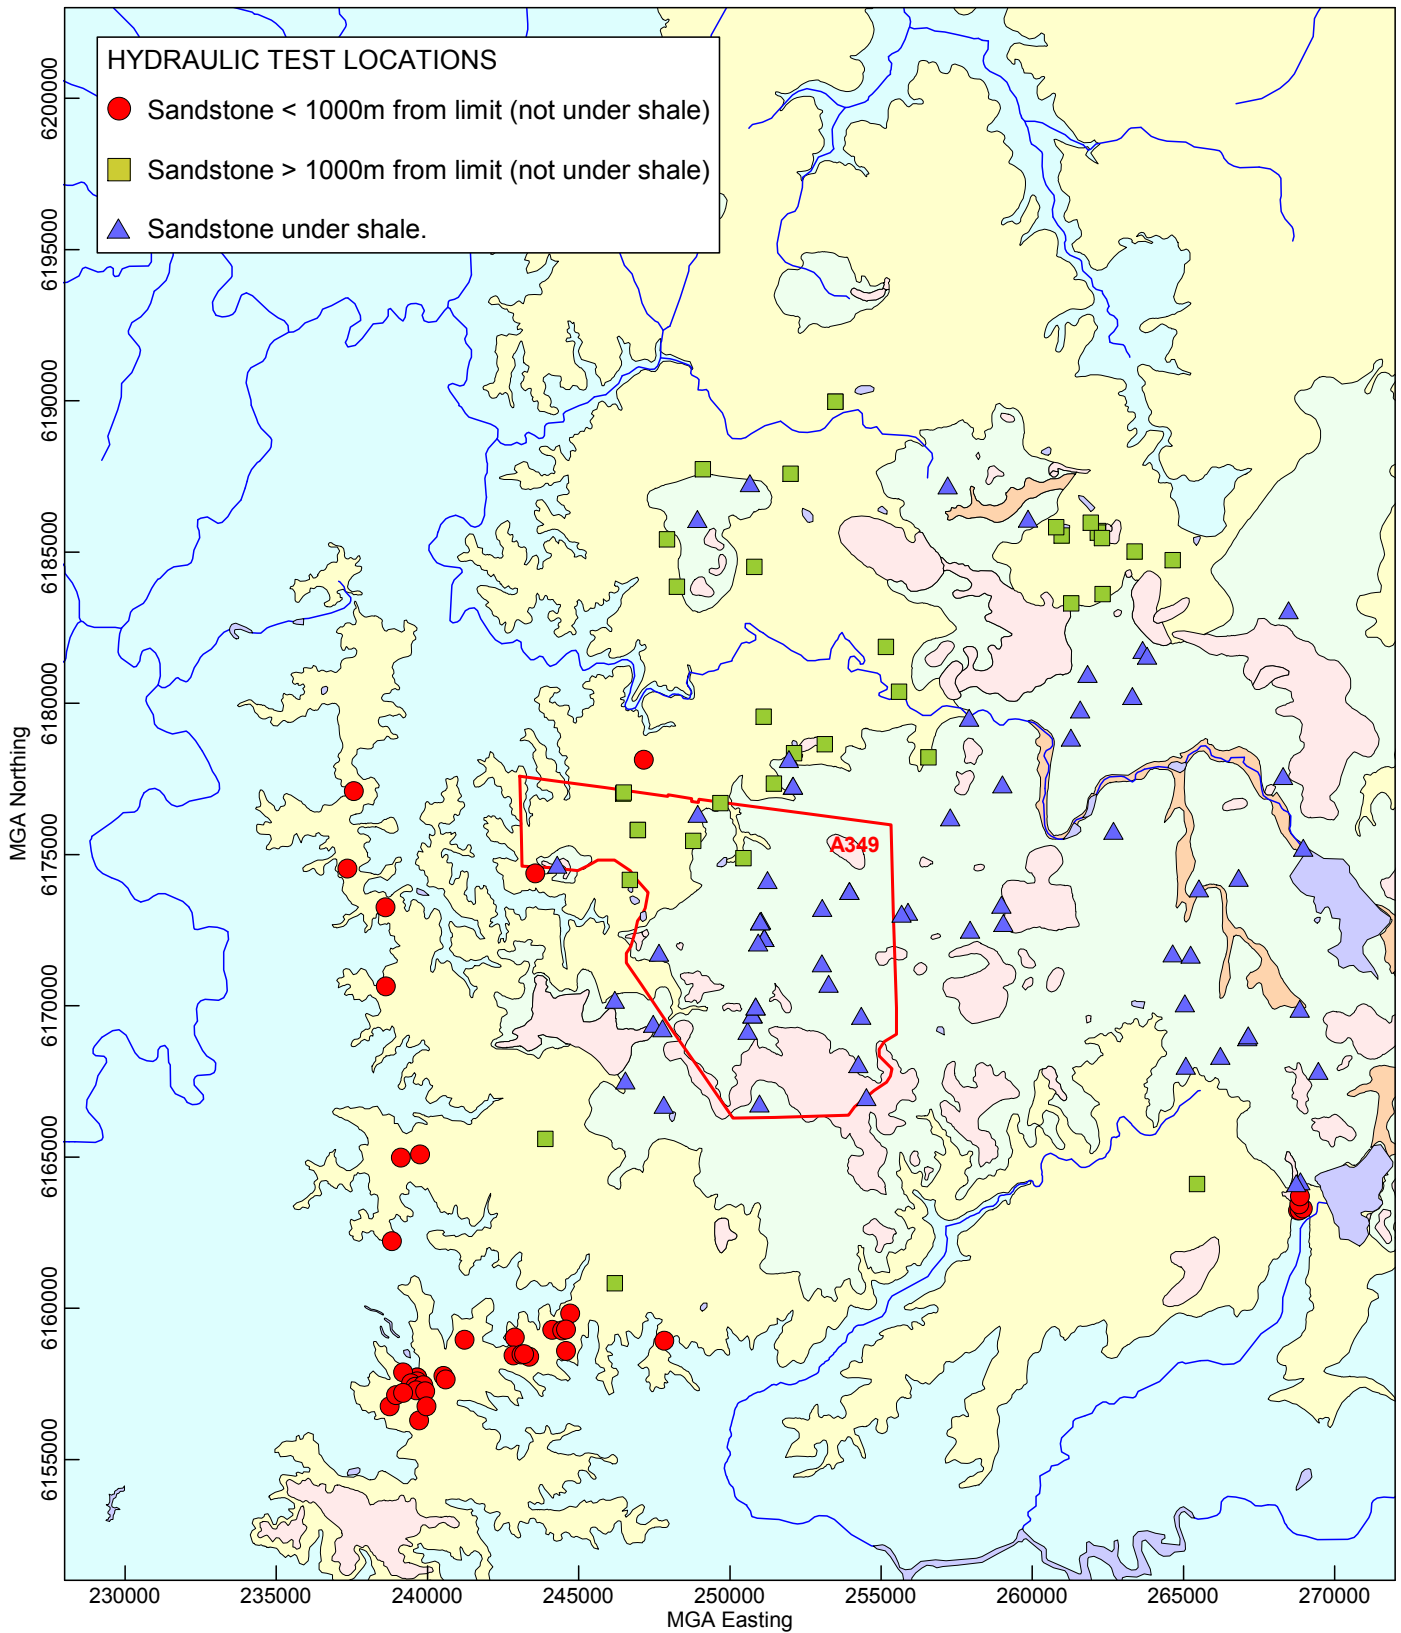 HYDRAULIC TEST LOCATIONS
Sandstone < 1000m from limit (not under shale)
Sandstone > 1000m from limit (not under shale)
Sandstone under shale.
A349
MGA Northing
6200000
6195000
6190000
6185000
6180000
6175000
6170000
6165000
6160000
6155000
230000 235000 240000 245000 250000 255000 260000 265000 270000
MGA Easting